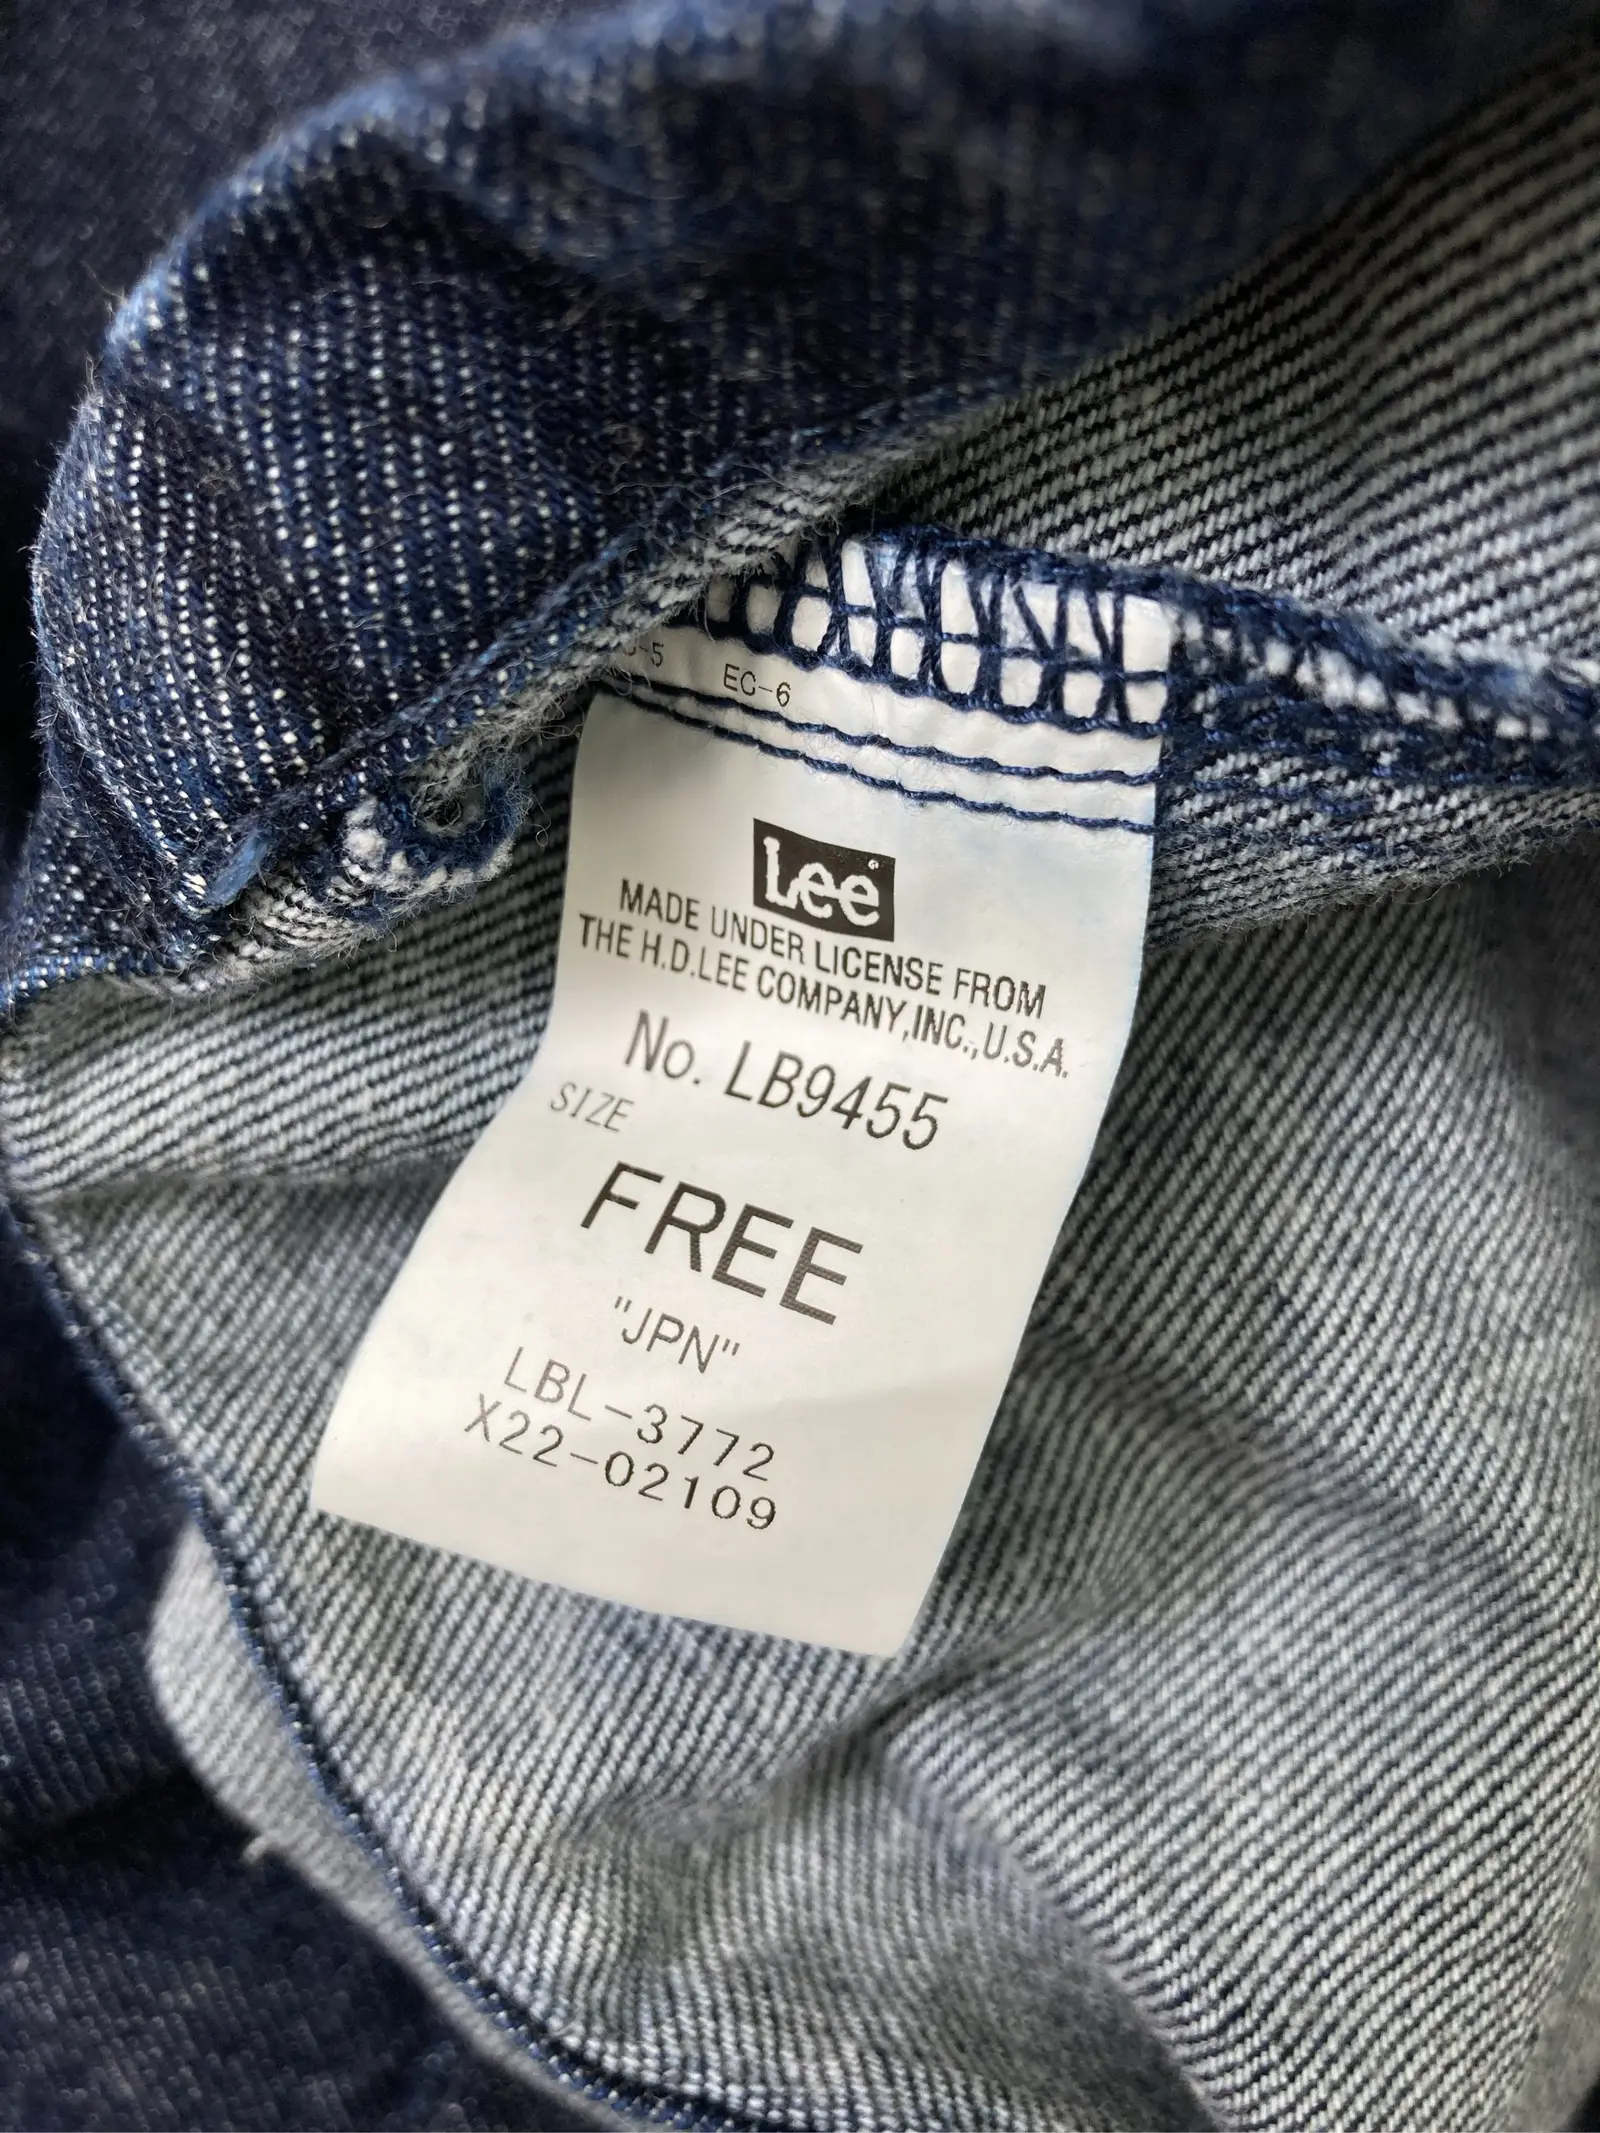 EC-6
Lee
MADE UNDER LICENSE FROM
THE H.D.LEE COMPANY,INC.,U.S.A.
No. LB9455
SIZE
FREE
"JPN"
LBL-3772
X22-02109